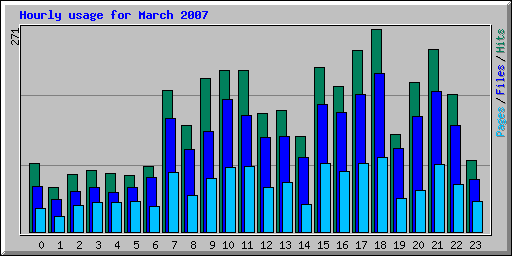 Hourly usage for March 2007
271
Pages/Files/Hits
0 1 2 3 4 5 6 7 8 9 10 11 12 13 14 15 16 17 18 19 20 21 22 23